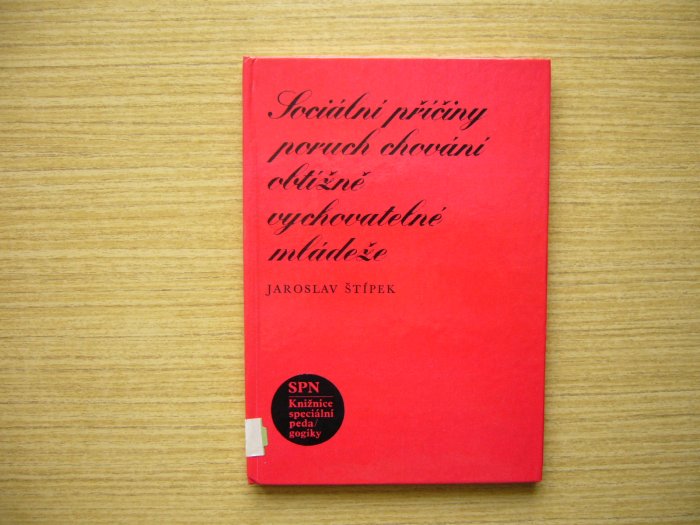 Sociální příčiny
poruch chování
obtížně
vychovatelné
mládeže
JAROSLAV ŠTÍPEK
SPN
Knižnice
speciální
peda/
gogiky